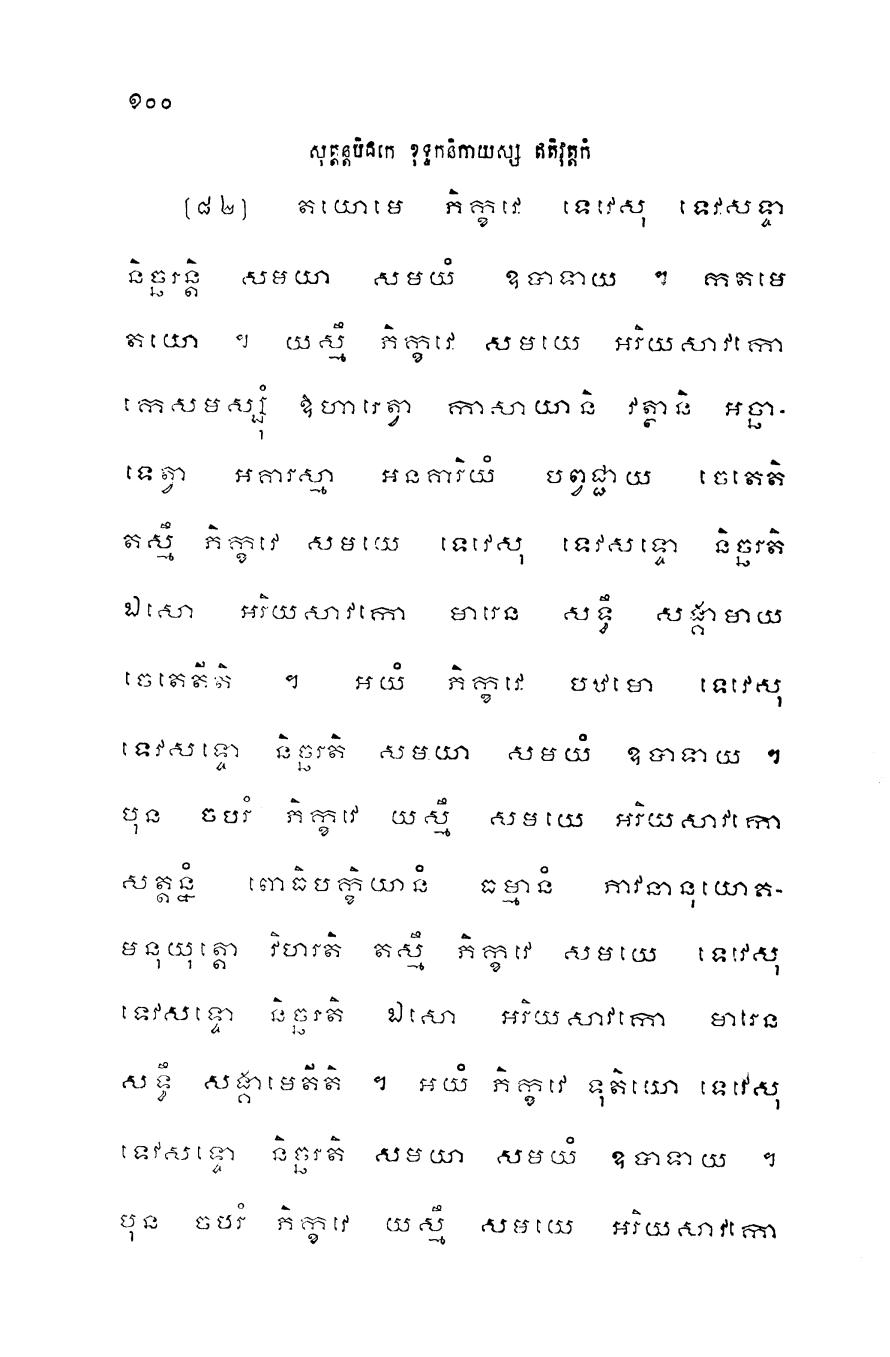 ១០០
សុត្តន្តបិដកេ ខុទ្ទកនិកាយស្ស ឥតិវុត្តកំ
(៨២) តយោមេ ភិក្ខវេ ទេវេសុ ទេវសទ្ទា
និច្ឆរន្តិ សមយា សមយំ ឧបាទាយ ។ កតមេ
តយោ ។ យស្មឹ ភិក្ខវេ សមយេ អរិយសាវកោ
កេសមស្សុំ ឱហារេត្វា កាសាយានិ វត្ថានិ អច្ឆា-
ទេត្វា អគារស្មា អនគារិយំ បព្វជ្ជាយ ចេតេតិ
តស្មឹ ភិក្ខវេ សមយេ ទេវេសុ ទេវសទ្ទោ និច្ឆរតិ
ឯសោ អរិយសាវកោ មារេន សទ្ធឹ សង្គាមាយ
ចេតេតីតិ ។ អយំ ភិក្ខវេ បឋមោ ទេវេសុ
ទេវសទ្ទោ និច្ឆរតិ សមយា សមយំ ឧបាទាយ ។
បុន ចបរំ ភិក្ខវេ យស្មឹ សមយេ អរិយសាវកោ
សត្តន្នំ ពោធិបក្ខិយានំ ធម្មានំ ភាវនានុយោគ-
មនុយុត្តោ វិហរតិ តស្មឹ ភិក្ខវេ សមយេ ទេវេសុ
ទេវសទ្ទោ និច្ឆរតិ ឯសោ អរិយសាវកោ មារេន
សទ្ធឹ សង្គាមេតីតិ ។ អយំ ភិក្ខវេ ទុតិយោ ទេវេសុ
ទេវសទ្ទោ និច្ឆរតិ សមយា សមយំ ឧបាទាយ ។
បុន ចបរំ ភិក្ខវេ យស្មឹ សមយេ អរិយសាវកោ